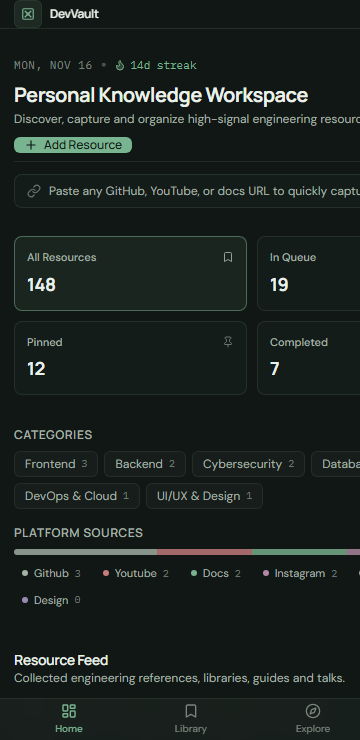 DevVault
MON, NOV 16 • 14d streak
Personal Knowledge Workspace
Discover, capture and organize high-signal engineering resourc
+ Add Resource
Paste any GitHub, YouTube, or docs URL to quickly captu
All Resources
In Queue
148
19
Pinned
Completed
12
7
CATEGORIES
Frontend 3 Backend 2 Cybersecurity 2 Databa
DevOps & Cloud 1 UI/UX & Design 1
PLATFORM SOURCES
Github 3 Youtube 2 Docs 2 Instagram 2
Design 0
Resource Feed
Collected engineering references, libraries, guides and talks.
Home Library Explore